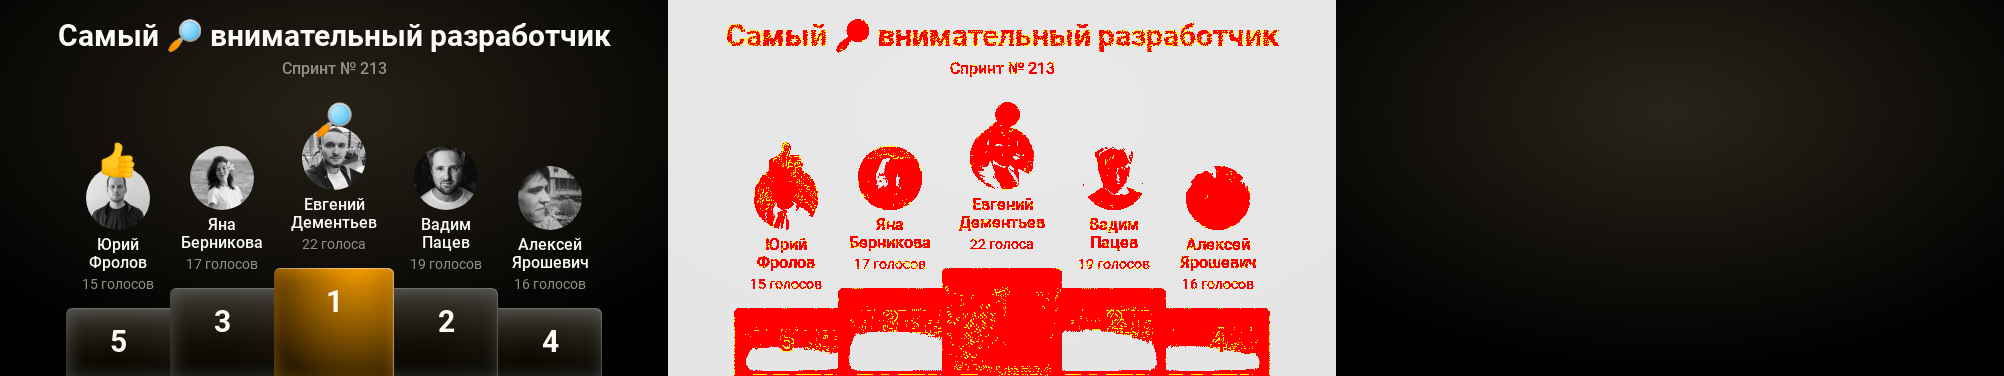 Самый 🔎 внимательный разработчик
Спринт № 213
Юрий Фролов
15 голосов
Яна Берникова
17 голосов
Евгений Дементьев
22 голоса
Вадим Пацев
19 голосов
Алексей Ярошевич
16 голосов
5
3
1
2
4
Самый внимательный разработчик
Спринт № 213
Юрий Фролов
15 голосов
Яна Берникова
17 голосов
Евгений Дементьев
22 голоса
Вадим Пацев
19 голосов
Алексей Ярошевич
16 голосов
5
3
2
4